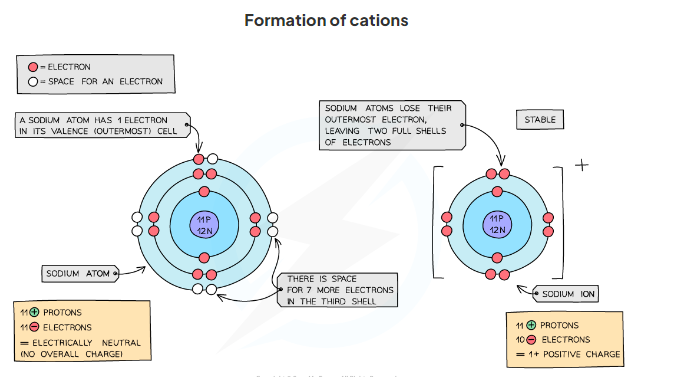 Formation of cations
= ELECTRON
= SPACE FOR AN ELECTRON
A SODIUM ATOM HAS 1 ELECTRON
IN ITS VALENCE (OUTERMOST) CELL
SODIUM ATOMS LOSE THEIR
OUTERMOST ELECTRON,
LEAVING TWO FULL SHELLS
OF ELECTRONS
STABLE
+
11P
12N
11P
12N
SODIUM ATOM
THERE IS SPACE
FOR 7 MORE ELECTRONS
IN THE THIRD SHELL
SODIUM ION
11 + PROTONS
11 − ELECTRONS
= ELECTRICALLY NEUTRAL
(NO OVERALL CHARGE)
11 + PROTONS
10 − ELECTRONS
= 1+ POSITIVE CHARGE